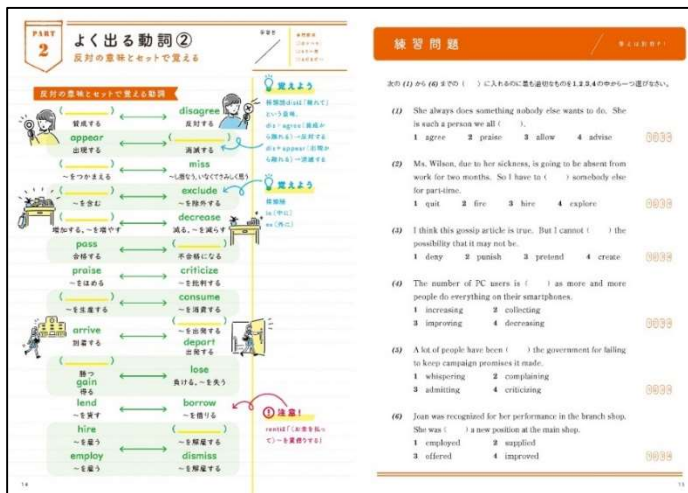 PART
2
よく出る動詞②
反対の意味とセットで覚える
学習日
反対の意味とセットで覚える動詞
( )
賛成する
disagree
反対する
appear
出現する
( )
消滅する
( )
～をつかまえる
miss
～し損なう、いなくてさみしく思う
( )
～を含む
exclude
～を除外する
( )
増加する、～を増やす
decrease
減る、～を減らす
pass
合格する
( )
不合格になる
praise
～をほめる
criticize
～を批判する
( )
～を生産する
consume
～を消費する
arrive
到着する
( )
～を出発する
depart
出発する
( )
勝つ
gain
得る
lose
負ける、～を失う
lend
～を貸す
borrow
～を借りる
hire
～を雇う
( )
～を解雇する
employ
～を雇う
dismiss
～を解雇する
覚えよう
接頭語disは「離れて」
という意味。
dis＋agree（賛成か
ら離れる）→反対する
dis＋appear（出現か
ら離れる）→消滅する
覚えよう
接頭語
in（中に）
ex（外に）
注意！
rentは「（お金を払っ
て）～を賃借りする」
14
練習問題
答えは別冊P.1
次の (1) から (6) までの（ ）に入れるのに最も適切なものを1,2,3,4の中から一つ選びなさい。
(1) She always does something nobody else wants to do. She
is such a person we all ( ).
1 agree 2 praise 3 allow 4 advise
(2) Ms. Wilson, due to her sickness, is going to be absent from
work for two months. So I have to ( ) somebody else
for part-time.
1 quit 2 fire 3 hire 4 explore
(3) I think this gossip article is true. But I cannot ( ) the
possibility that it may not be.
1 deny 2 punish 3 pretend 4 create
(4) The number of PC users is ( ) as more and more
people do everything on their smartphones.
1 increasing 2 collecting
3 improving 4 decreasing
(5) A lot of people have been ( ) the government for failing
to keep campaign promises it made.
1 whispering 2 complaining
3 admitting 4 criticizing
(6) Joan was recognized for her performance in the branch shop.
She was ( ) a new position at the main shop.
1 employed 2 supplied
3 offered 4 improved
15